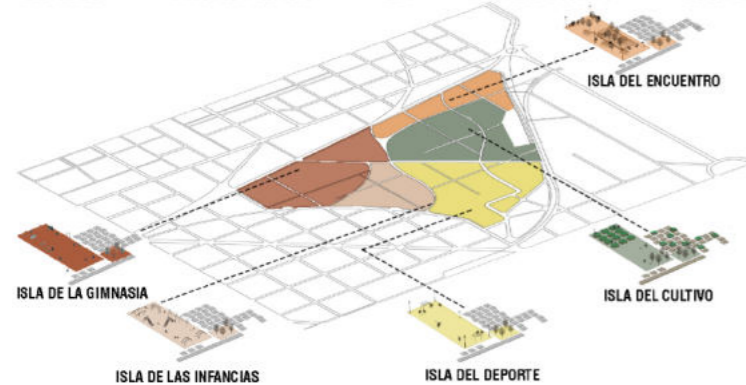 ISLA DEL ENCUENTRO
ISLA DE LA GIMNASIA
ISLA DEL CULTIVO
ISLA DE LAS INFANCIAS
ISLA DEL DEPORTE